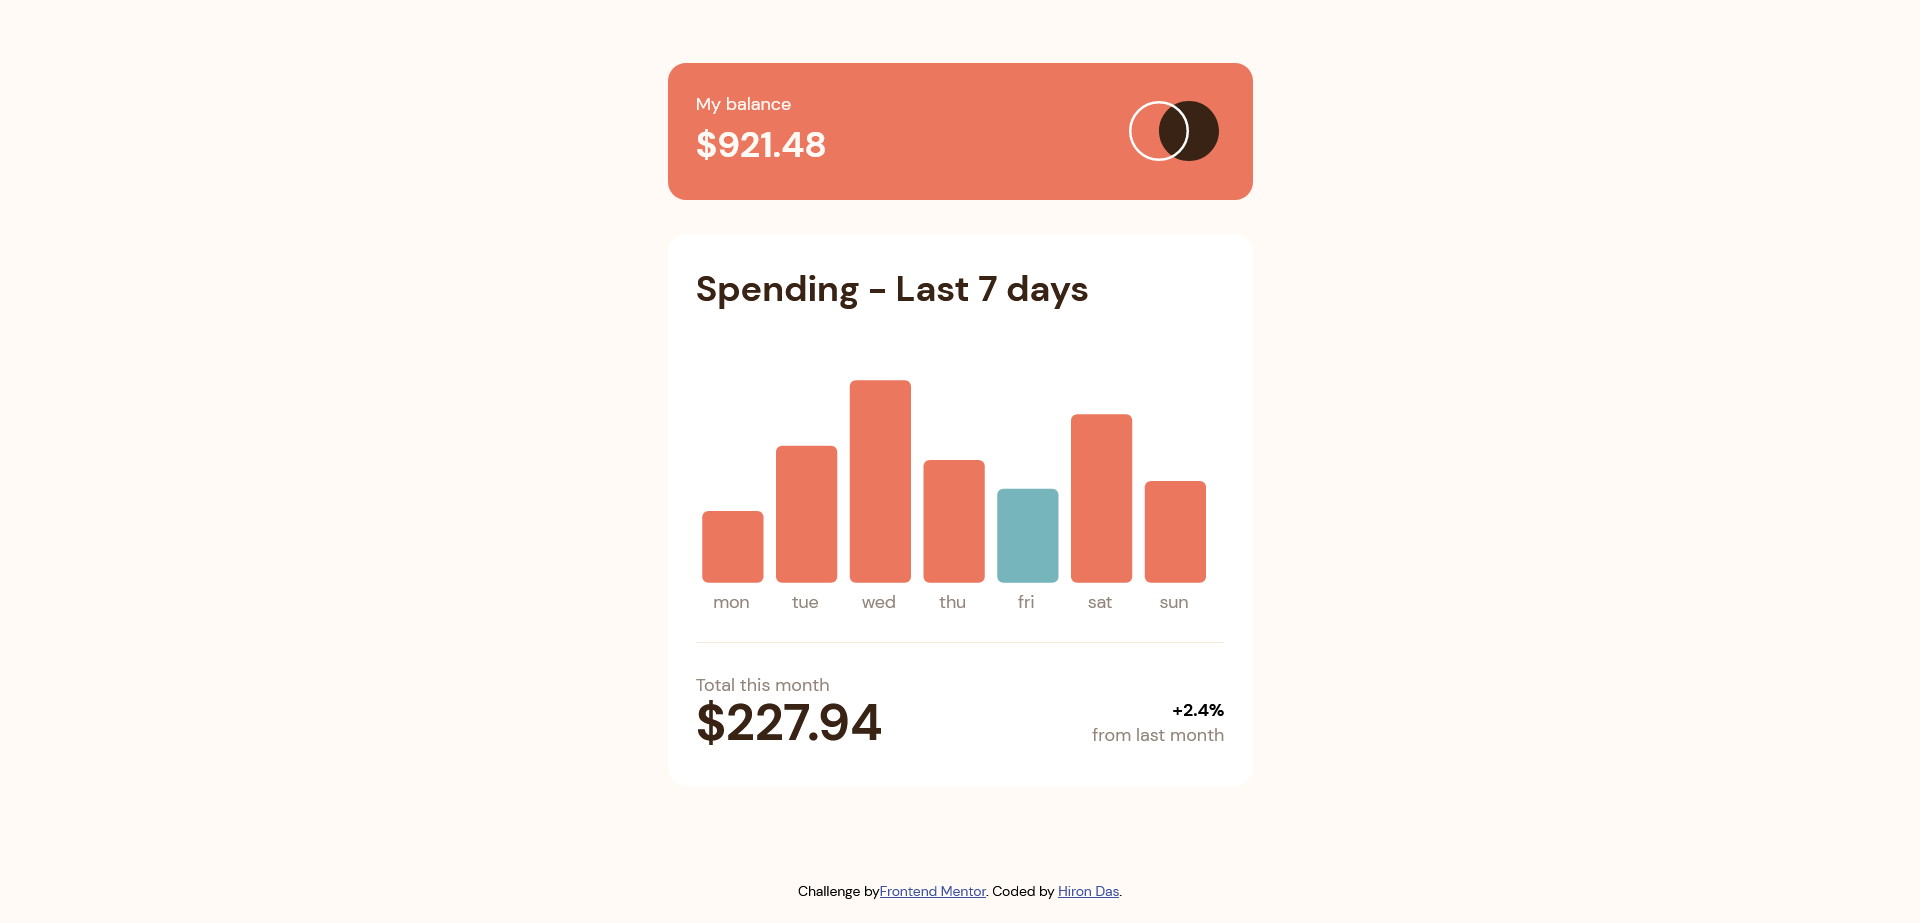 My balance
$921.48
Spending - Last 7 days
mon tue wed thu fri sat sun
Total this month
$227.94
+2.4%
from last month
Challenge byFrontend Mentor. Coded by Hiron Das.